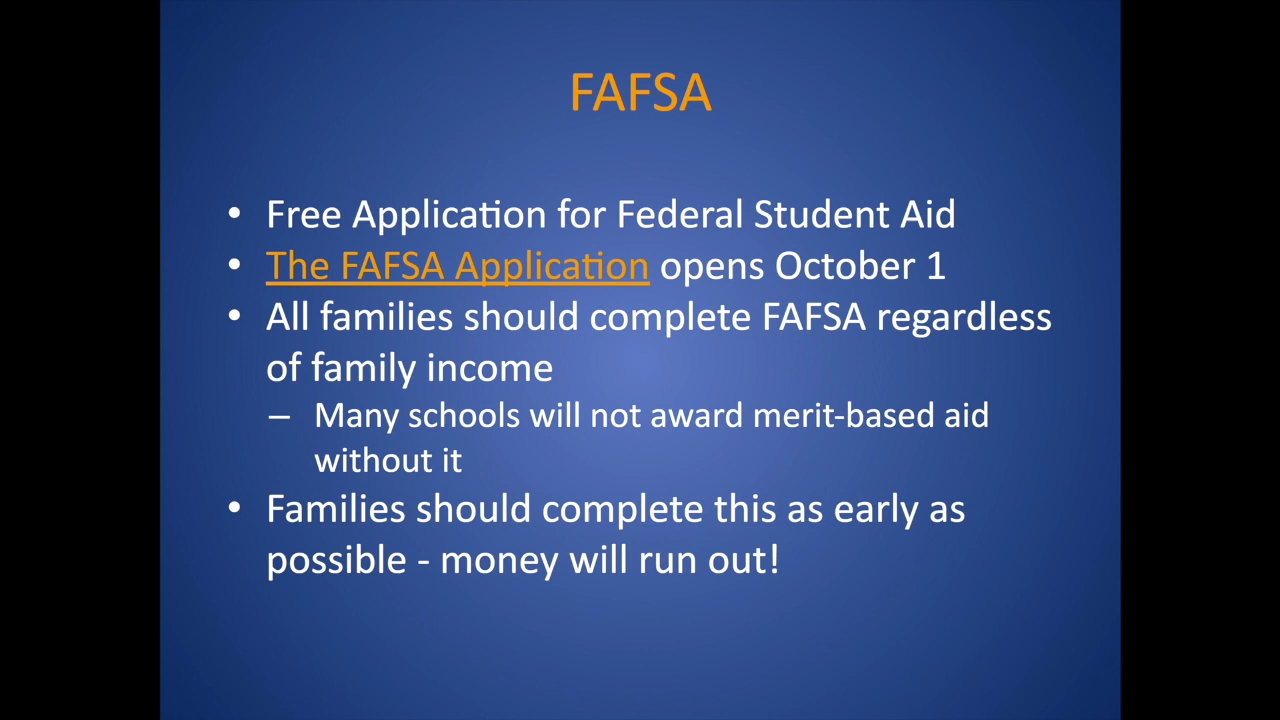 FAFSA
• Free Application for Federal Student Aid
• The FAFSA Application opens October 1
• All families should complete FAFSA regardless
of family income
– Many schools will not award merit-based aid
without it
• Families should complete this as early as
possible - money will run out!